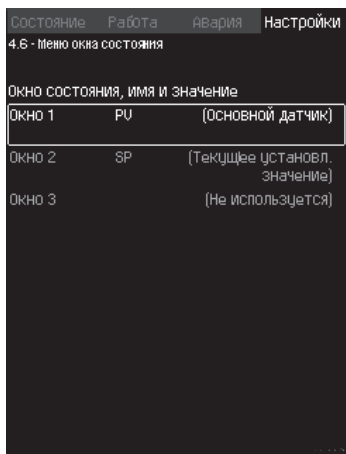 Состояние Работа Авария Настройки
4.6 - Меню окна состояния
Окно состояния, имя и значение
Окно 1 PV (Основной датчик)
Окно 2 SP (Текущее установл.
значение)
Окно 3 (Не используется)